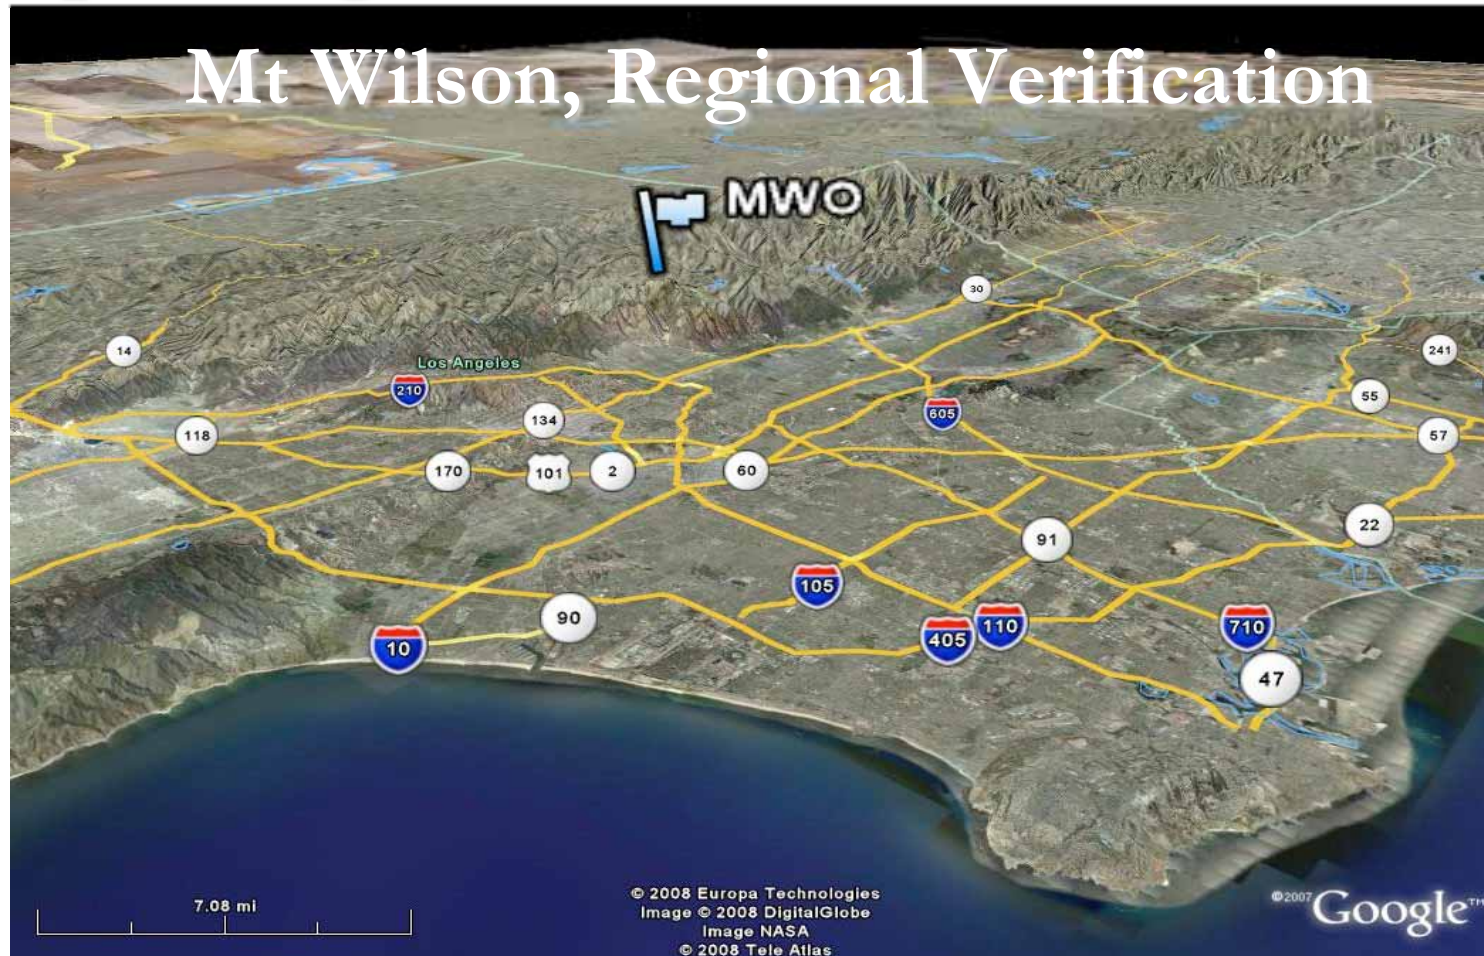 Mt Wilson, Regional Verification
MWO
30
14
241
Los Angeles
210
55
605
134
118
57
170
101
2
60
22
91
105
90
110
710
405
10
47
7.08 mi
© 2008 Europa Technologies
Image © 2008 DigitalGlobe
Image NASA
© 2008 Tele Atlas
©2007 Google™